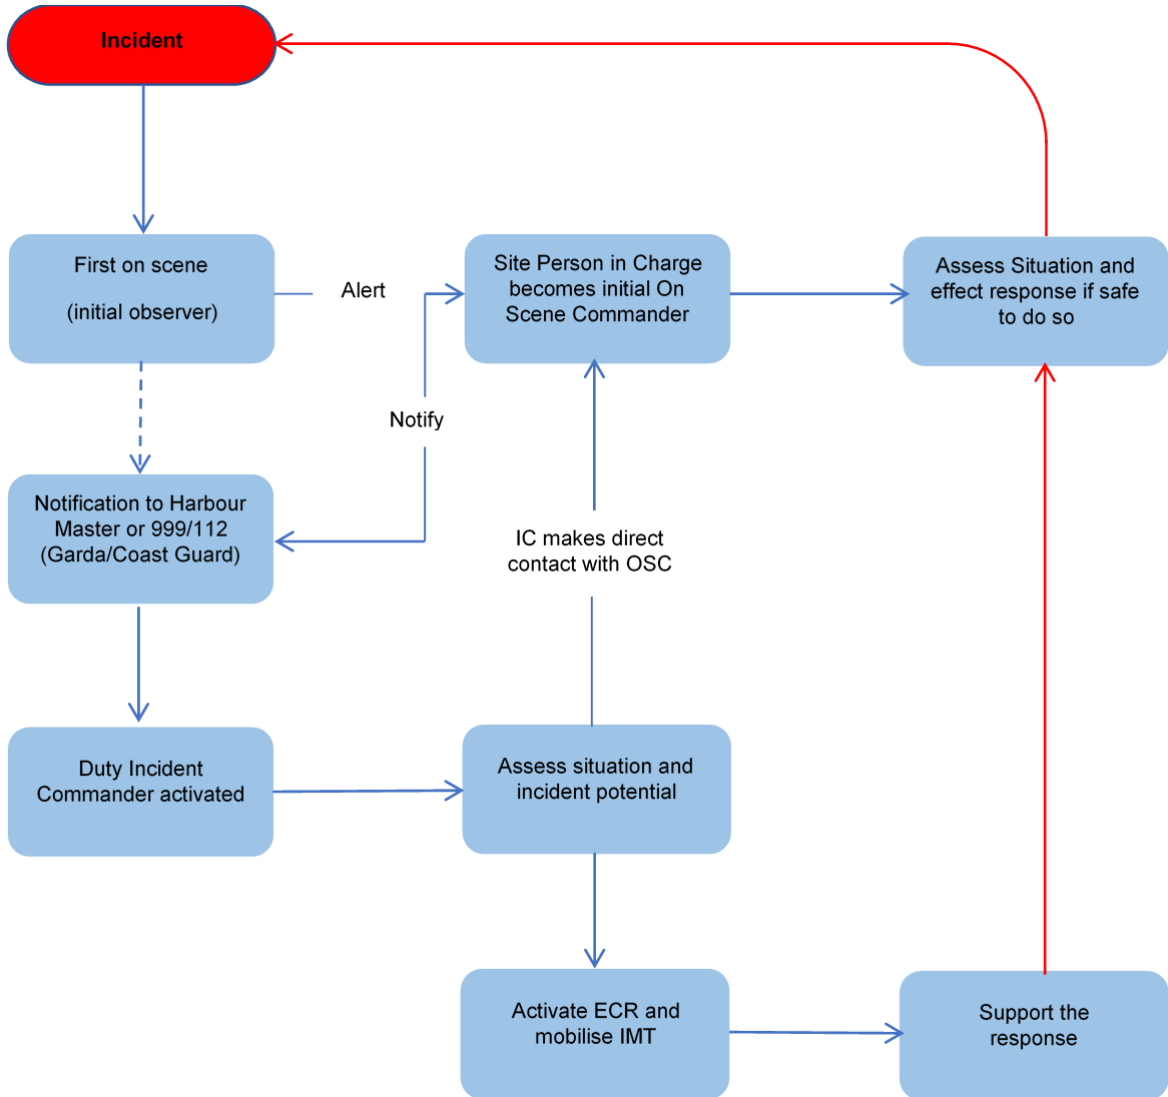 Incident
First on scene
(initial observer)
Alert
Site Person in Charge
becomes initial On
Scene Commander
Assess Situation and
effect response if safe
to do so
Notify
Notification to Harbour
Master or 999/112
(Garda/Coast Guard)
IC makes direct
contact with OSC
Duty Incident
Commander activated
Assess situation and
incident potential
Activate ECR and
mobilise IMT
Support the
response